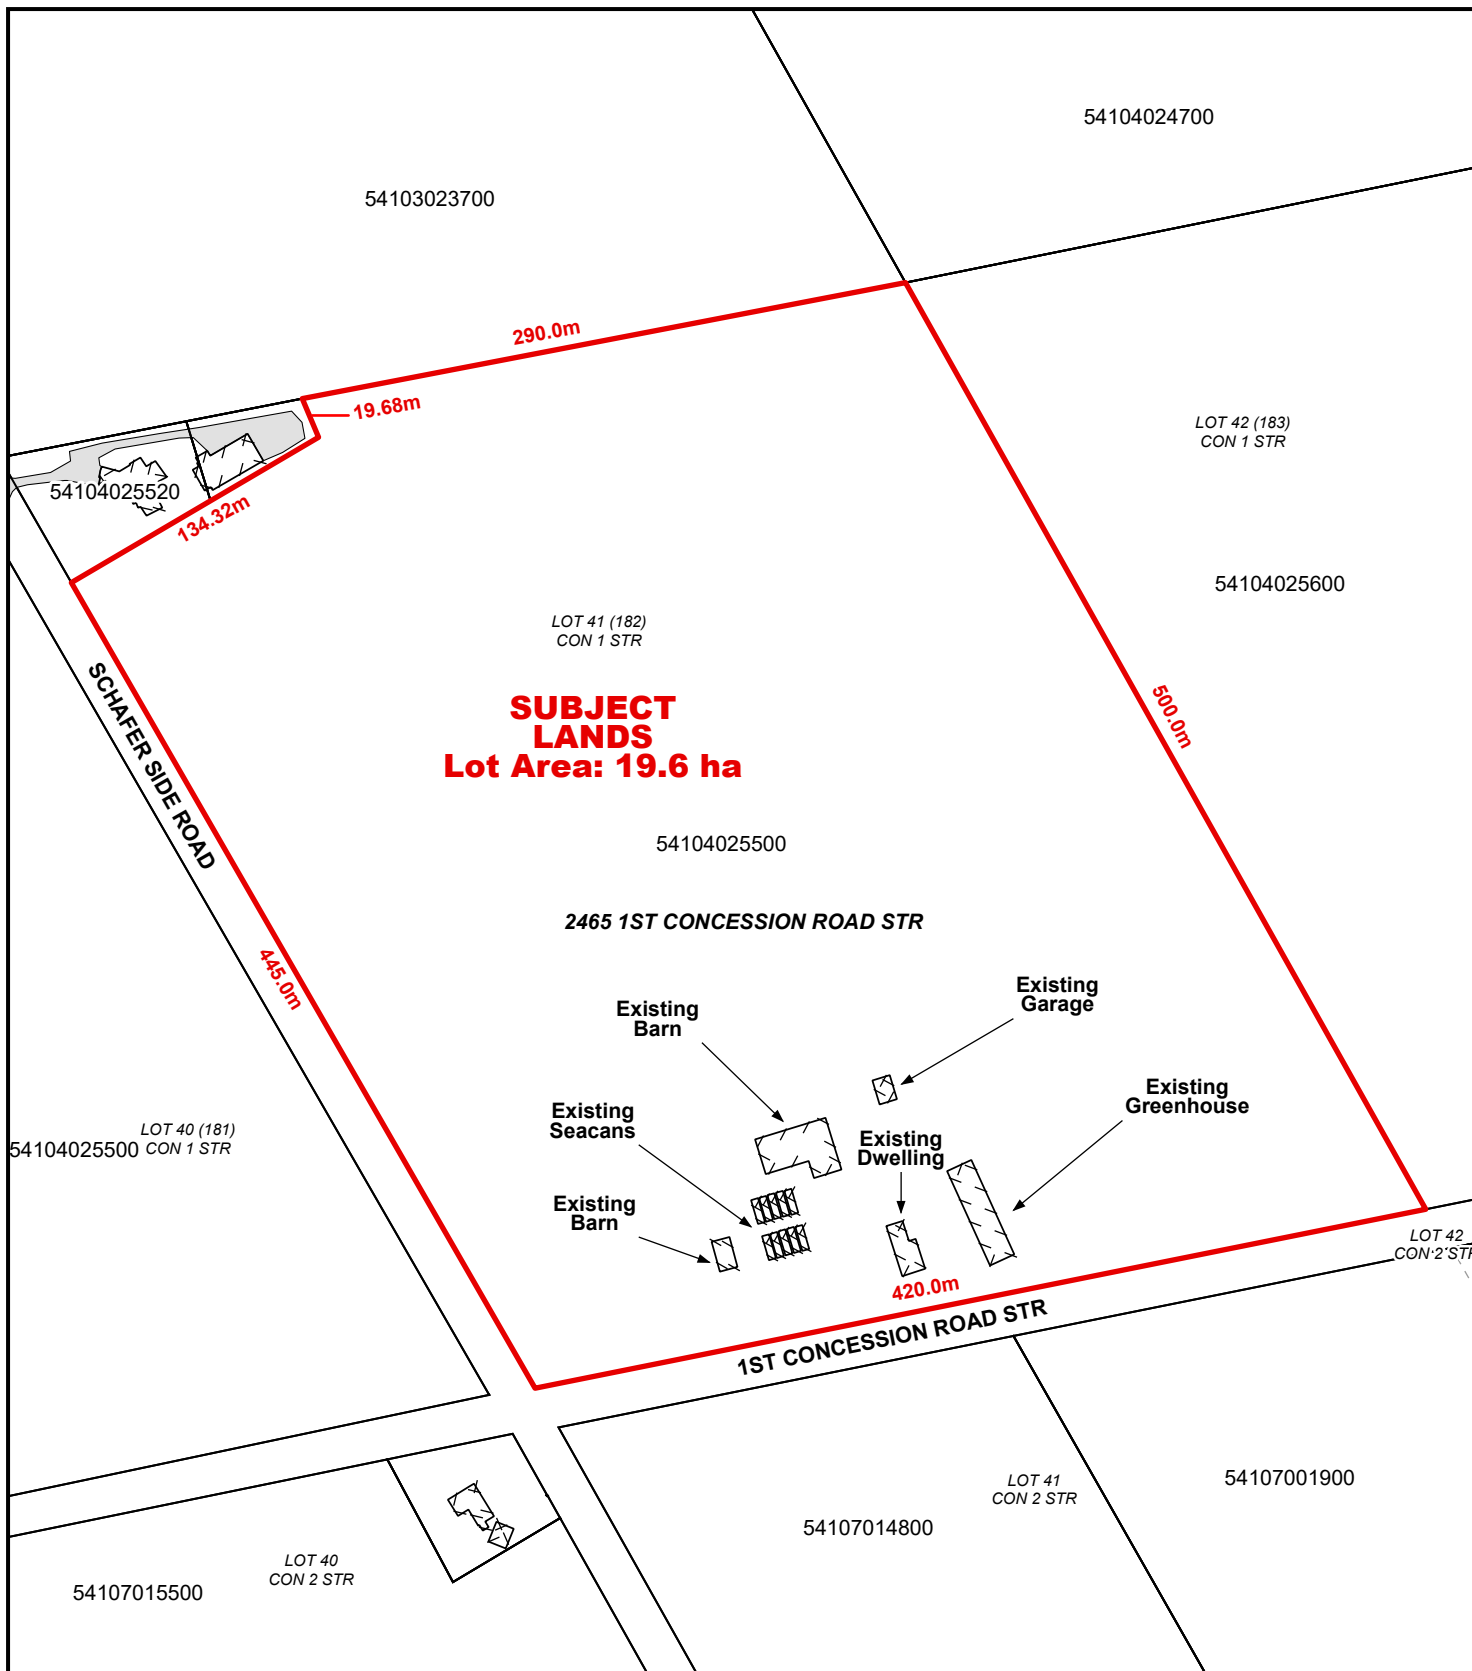 54104024700
54103023700
290.0m
19.68m
LOT 42 (183)
CON 1 STR
54104025520
134.32m
54104025600
LOT 41 (182)
CON 1 STR
SUBJECT
LANDS
Lot Area: 19.6 ha
500.0m
SCHAFER SIDE ROAD
54104025500
2465 1ST CONCESSION ROAD STR
445.0m
Existing
Barn
Existing
Garage
Existing
Greenhouse
Existing
Seacans
Existing
Dwelling
LOT 40 (181)
CON 1 STR
54104025500
Existing
Barn
LOT 42
CON 2 STR
420.0m
1ST CONCESSION ROAD STR
LOT 41
CON 2 STR
54107001900
54107014800
LOT 40
CON 2 STR
54107015500